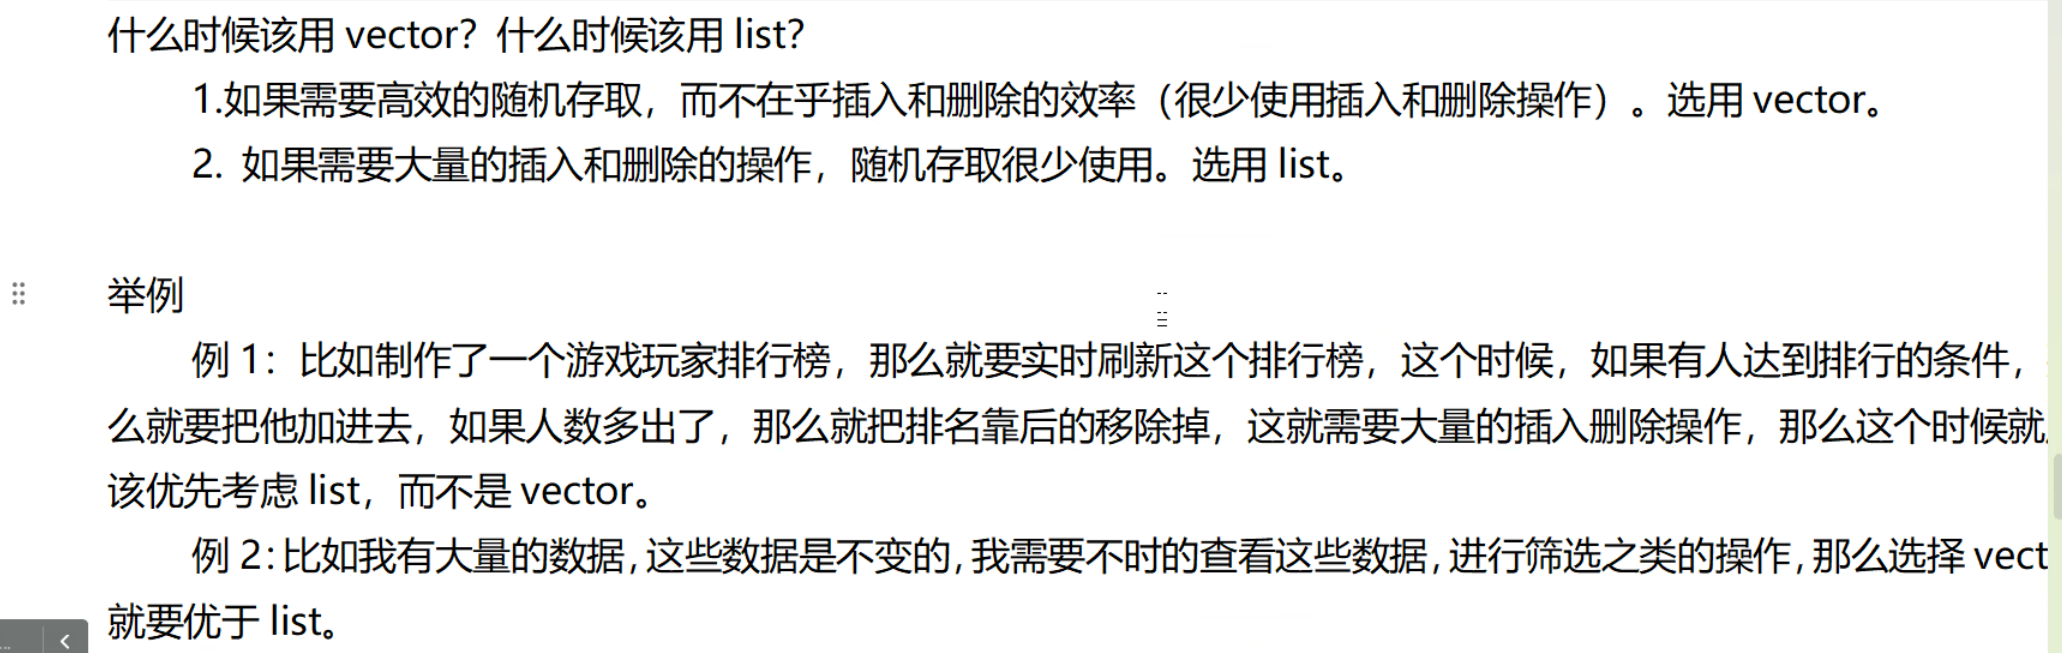 什么时候该用 vector？什么时候该用 list？
1.如果需要高效的随机存取，而不在乎插入和删除的效率（很少使用插入和删除操作）。选用 vector。
2. 如果需要大量的插入和删除的操作，随机存取很少使用。选用 list。
举例
例 1：比如制作了一个游戏玩家排行榜，那么就要实时刷新这个排行榜，这个时候，如果有人达到排行的条件，
么就要把他加进去，如果人数多出了，那么就把排名靠后的移除掉，这就需要大量的插入删除操作，那么这个时候就
该优先考虑 list，而不是 vector。
例 2：比如我有大量的数据，这些数据是不变的，我需要不时的查看这些数据，进行筛选之类的操作，那么选择 vect
就要优于 list。